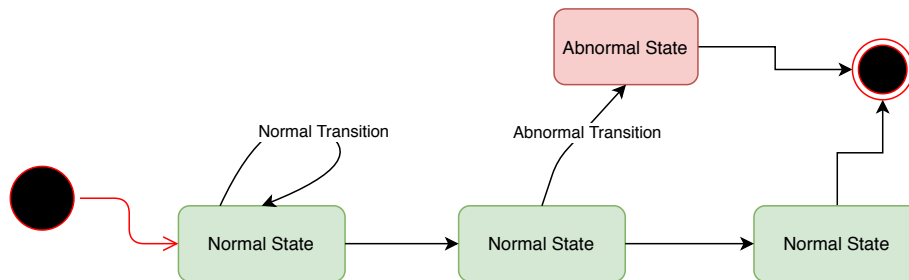 Abnormal State
Normal Transition
Abnormal Transition
Normal State
Normal State
Normal State